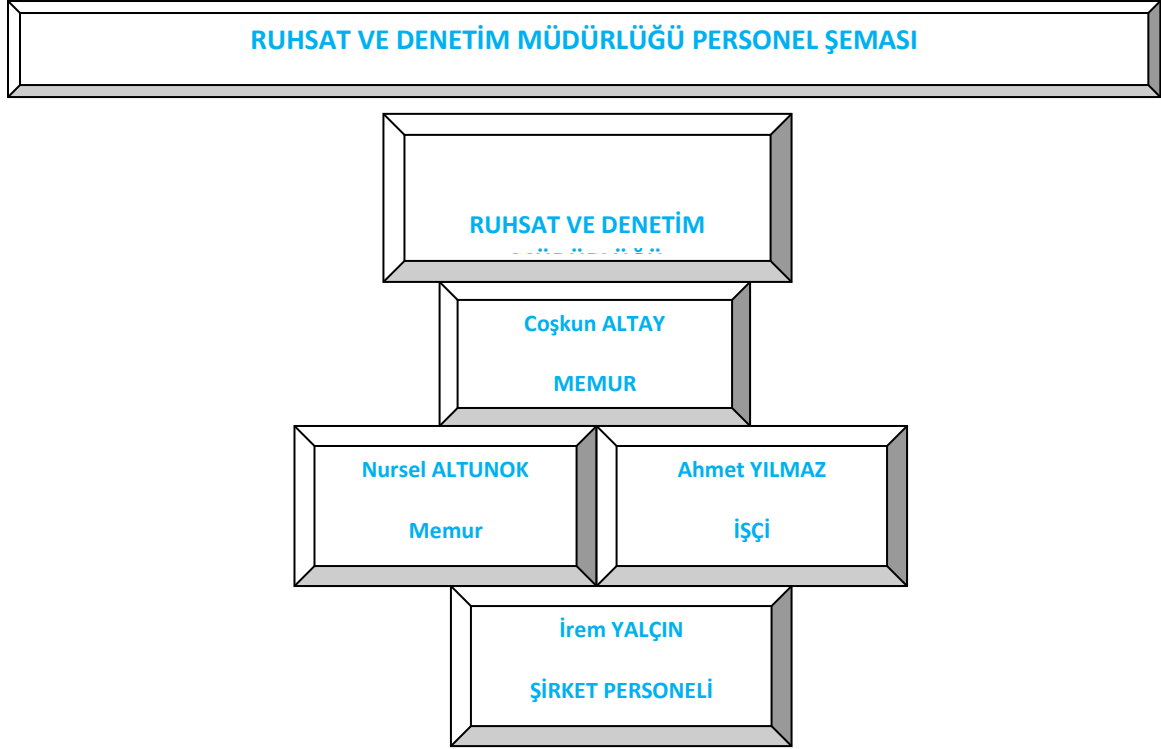 RUHSAT VE DENETİM MÜDÜRLÜĞÜ PERSONEL ŞEMASI
RUHSAT VE DENETİM
Coşkun ALTAY
MEMUR
Nursel ALTUNOK
Memur
Ahmet YILMAZ
İŞÇİ
İrem YALÇIN
ŞİRKET PERSONELİ